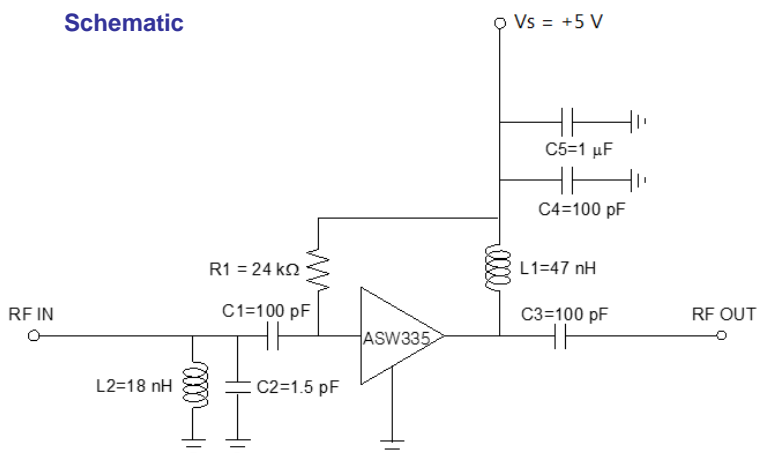 Schematic
Vs = +5 V
C5=1 μF
C4=100 pF
R1 = 24 kΩ
L1=47 nH
RF IN
C1=100 pF
C3=100 pF
RF OUT
ASW335
L2=18 nH
C2=1.5 pF